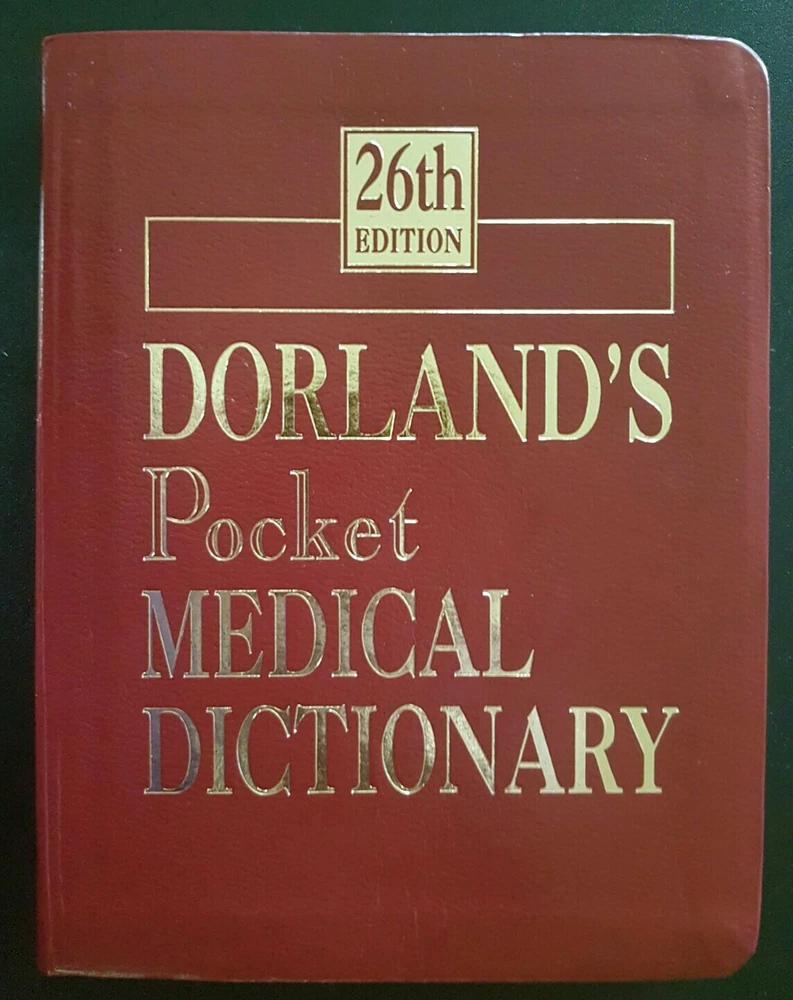 26th
EDITION
DORLAND'S
Pocket
MEDICAL
DICTIONARY